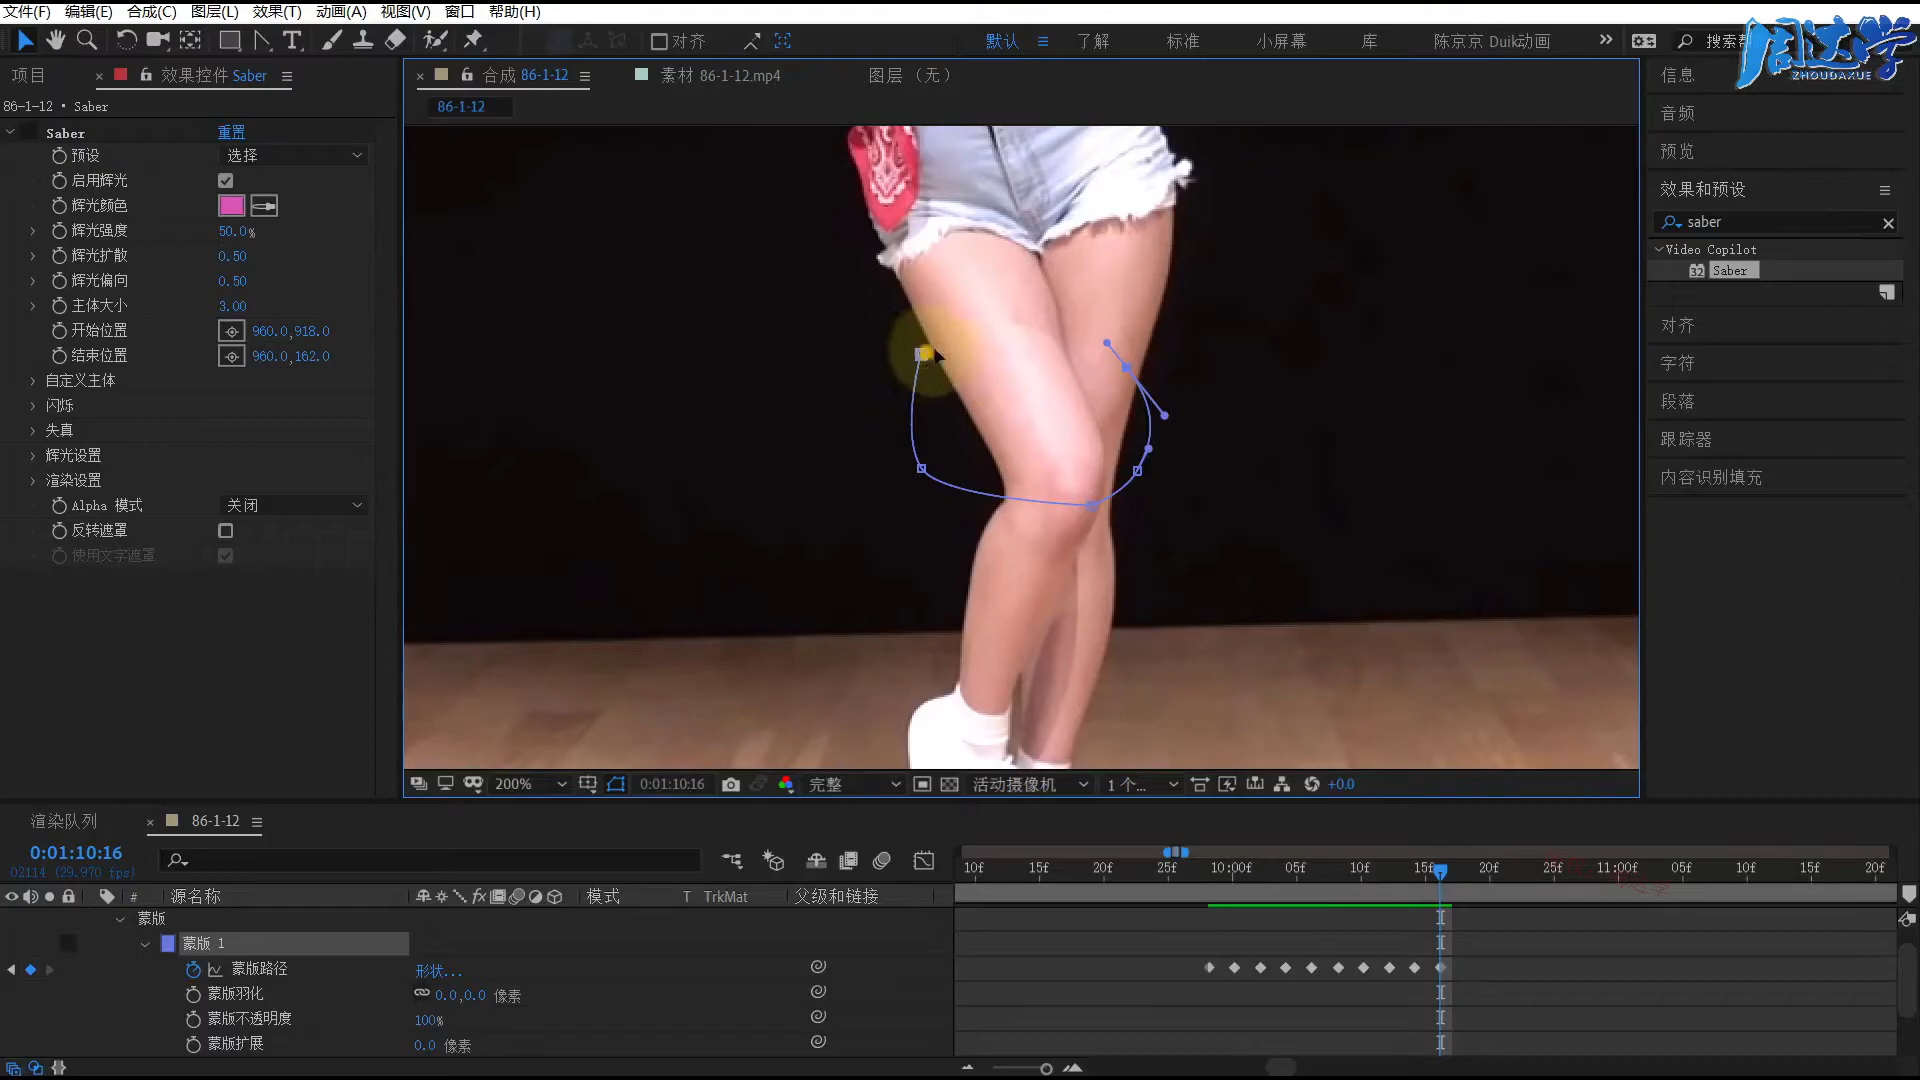 文件(F) 编辑(E) 合成(C) 图层(L) 效果(T) 动画(A) 视图(V) 窗口 帮助(H)
对齐 默认 了解 标准 小屏幕 库 陈京京 Duik动画 搜索帮
周达学
ZHOUDAXUE
项目 效果控件 Saber
合成 86-1-12 素材 86-1-12.mp4 图层 (无)
86-1-12 • Saber
86-1-12
Saber 重置
预设 选择
启用辉光
辉光颜色
辉光强度 50.0%
辉光扩散 0.50
辉光偏向 0.50
主体大小 3.00
开始位置 960.0,918.0
结束位置 960.0,162.0
自定义主体
闪烁
失真
辉光设置
渲染设置
Alpha 模式 关闭
反转遮罩
使用文字遮罩
信息
音频
预览
效果和预设
saber
Video Copilot
32 Saber
对齐
字符
段落
跟踪器
内容识别填充
200% 0:01:10:16 完整 活动摄像机 1 个... +0.0
渲染队列 86-1-12
0:01:10:16
02114 (29.970 fps)
10f 15f 20f 25f 10:00f 05f 10f 15f 20f 25f 11:00f 05f 10f 15f 20f
# 源名称 模式 T TrkMat 父级和链接
蒙版
蒙版 1
蒙版路径 形状...
蒙版羽化 0.0,0.0 像素
蒙版不透明度 100%
蒙版扩展 0.0 像素